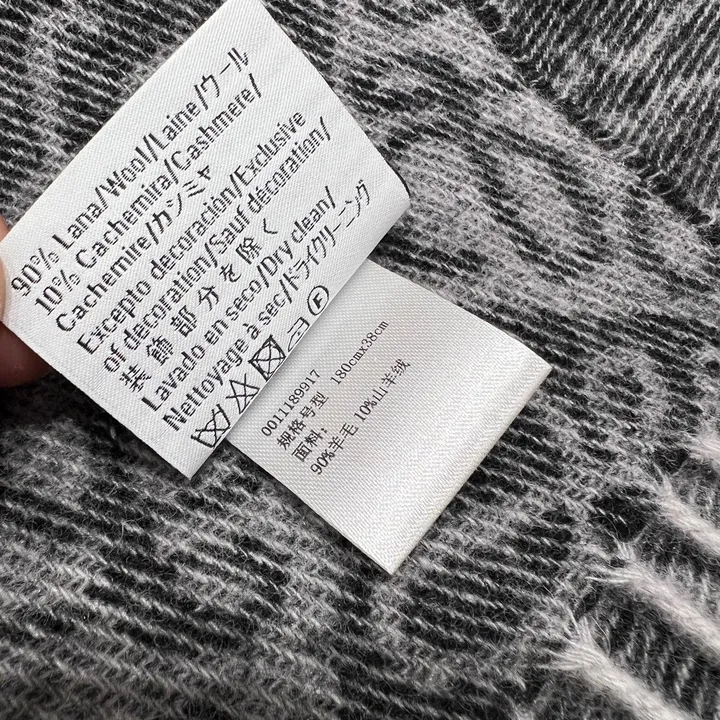 90% Lana/Wool/Laine/ウール
10% Cachemira/Cashmere/
Cachemire/カシミヤ
Excepto decoración/Exclusive
of decoration/Sauf décoration/
装飾部分を除く
Lavado en seco/Dry clean/
Nettoyage à sec/ドライクリーニング
F
0011189917
规格号型 180cmx38cm
面料:
90%羊毛 10%山羊绒